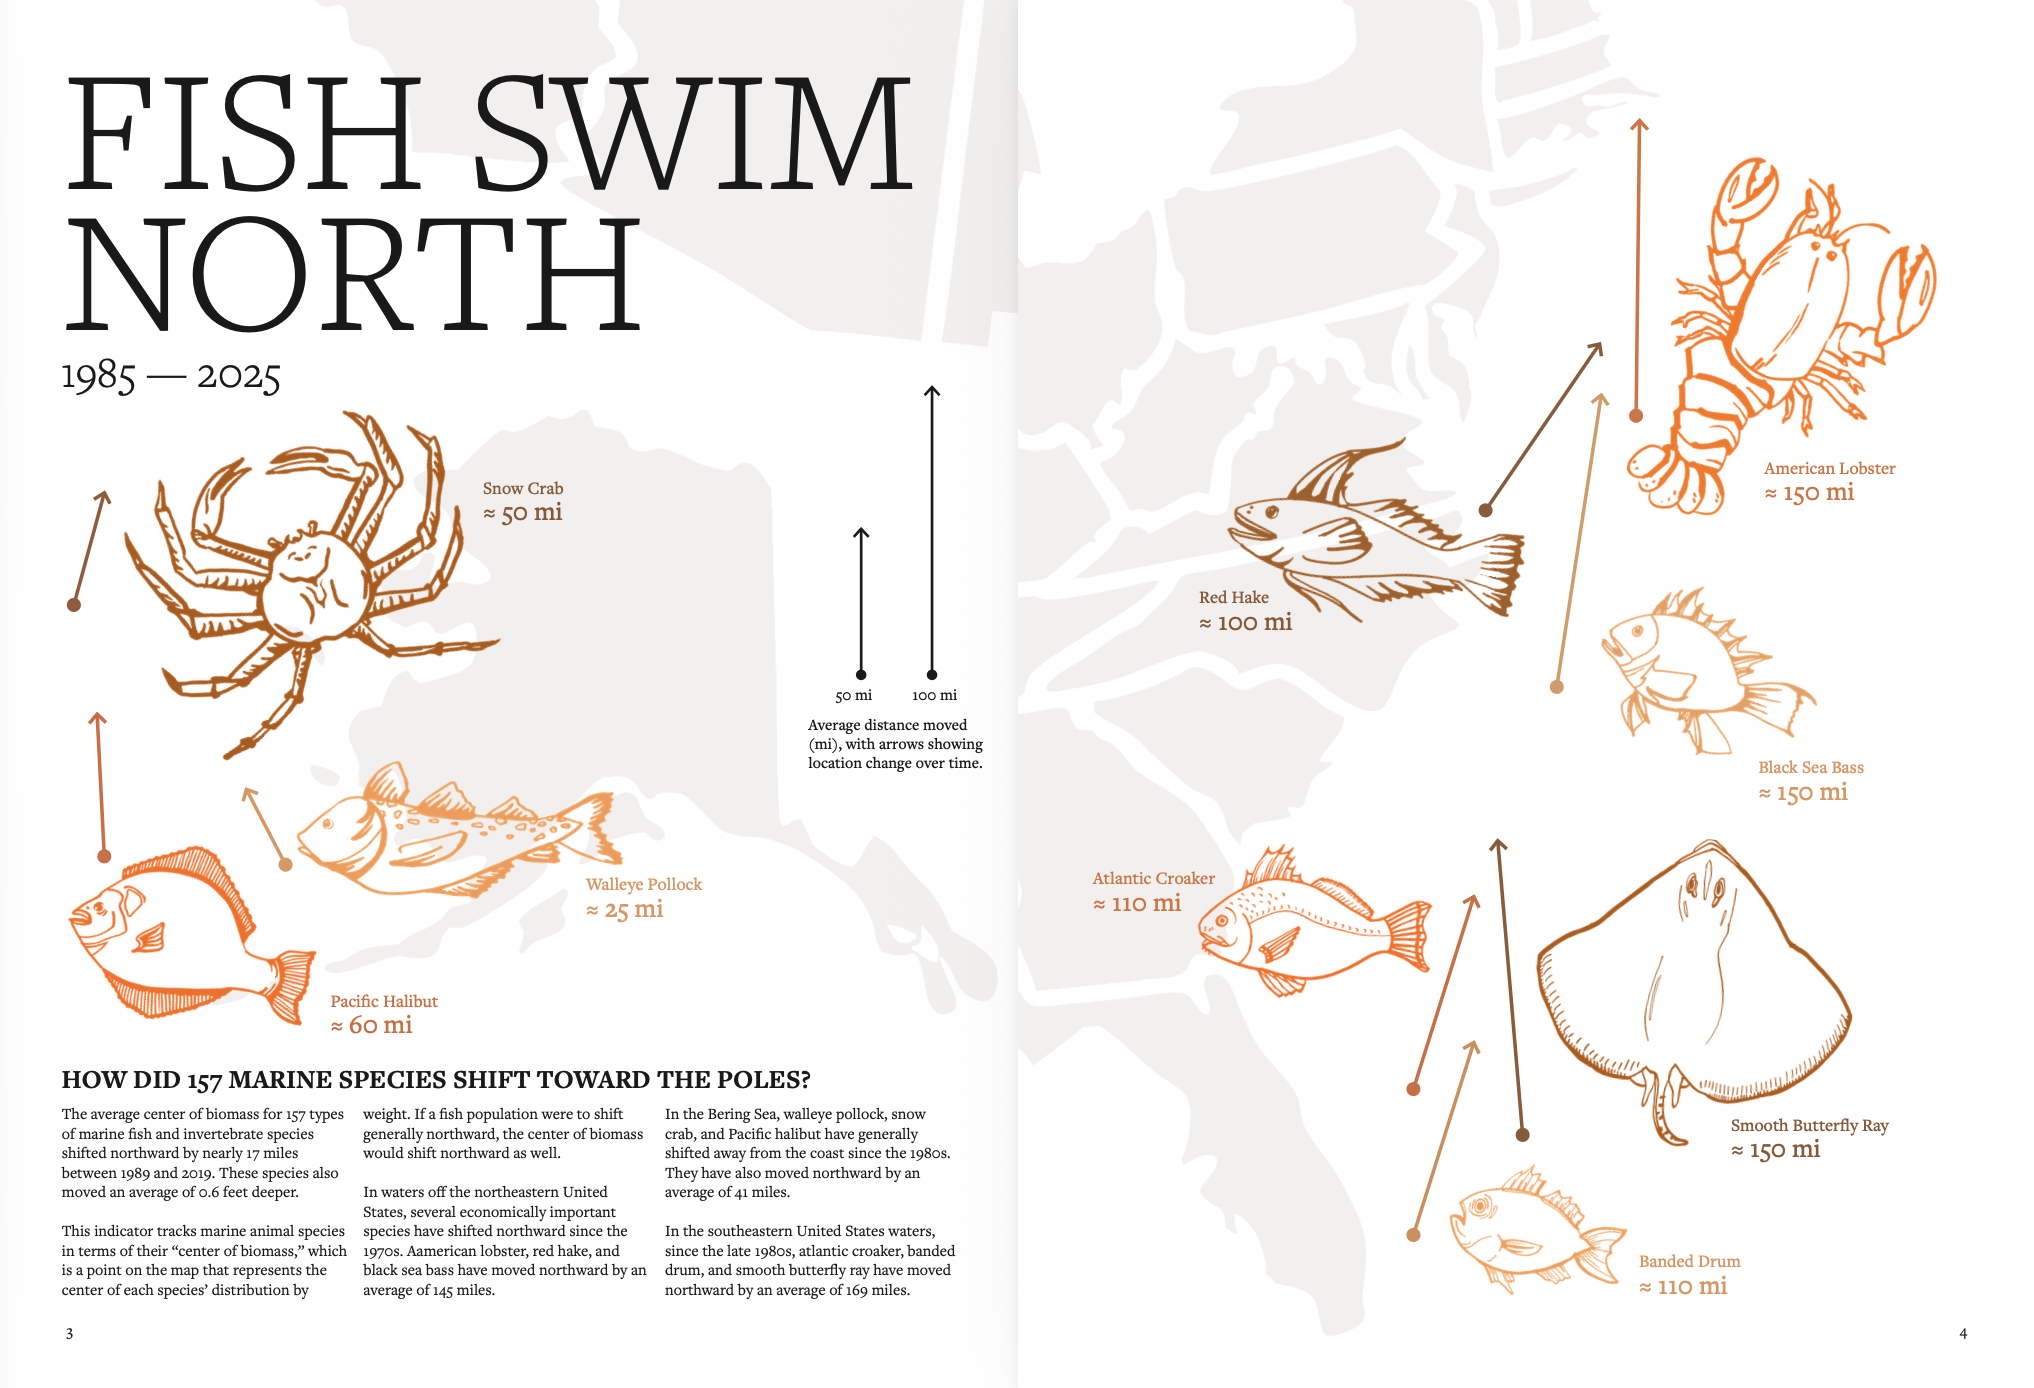 FISH SWIM
NORTH
1985 — 2025
Snow Crab
≈ 50 mi
Walleye Pollock
≈ 25 mi
Pacific Halibut
≈ 60 mi
50 mi
100 mi
Average distance moved
(mi), with arrows showing
location change over time.
HOW DID 157 MARINE SPECIES SHIFT TOWARD THE POLES?
The average center of biomass for 157 types
of marine fish and invertebrate species
shifted northward by nearly 17 miles
between 1989 and 2019. These species also
moved an average of 0.6 feet deeper.
This indicator tracks marine animal species
in terms of their “center of biomass,” which
is a point on the map that represents the
center of each species’ distribution by
weight. If a fish population were to shift
generally northward, the center of biomass
would shift northward as well.
In waters off the northeastern United
States, several economically important
species have shifted northward since the
1970s. Aamerican lobster, red hake, and
black sea bass have moved northward by an
average of 145 miles.
In the Bering Sea, walleye pollock, snow
crab, and Pacific halibut have generally
shifted away from the coast since the 1980s.
They have also moved northward by an
average of 41 miles.
In the southeastern United States waters,
since the late 1980s, atlantic croaker, banded
drum, and smooth butterfly ray have moved
northward by an average of 169 miles.
3
American Lobster
≈ 150 mi
Red Hake
≈ 100 mi
Black Sea Bass
≈ 150 mi
Atlantic Croaker
≈ 110 mi
Smooth Butterfly Ray
≈ 150 mi
Banded Drum
≈ 110 mi
4